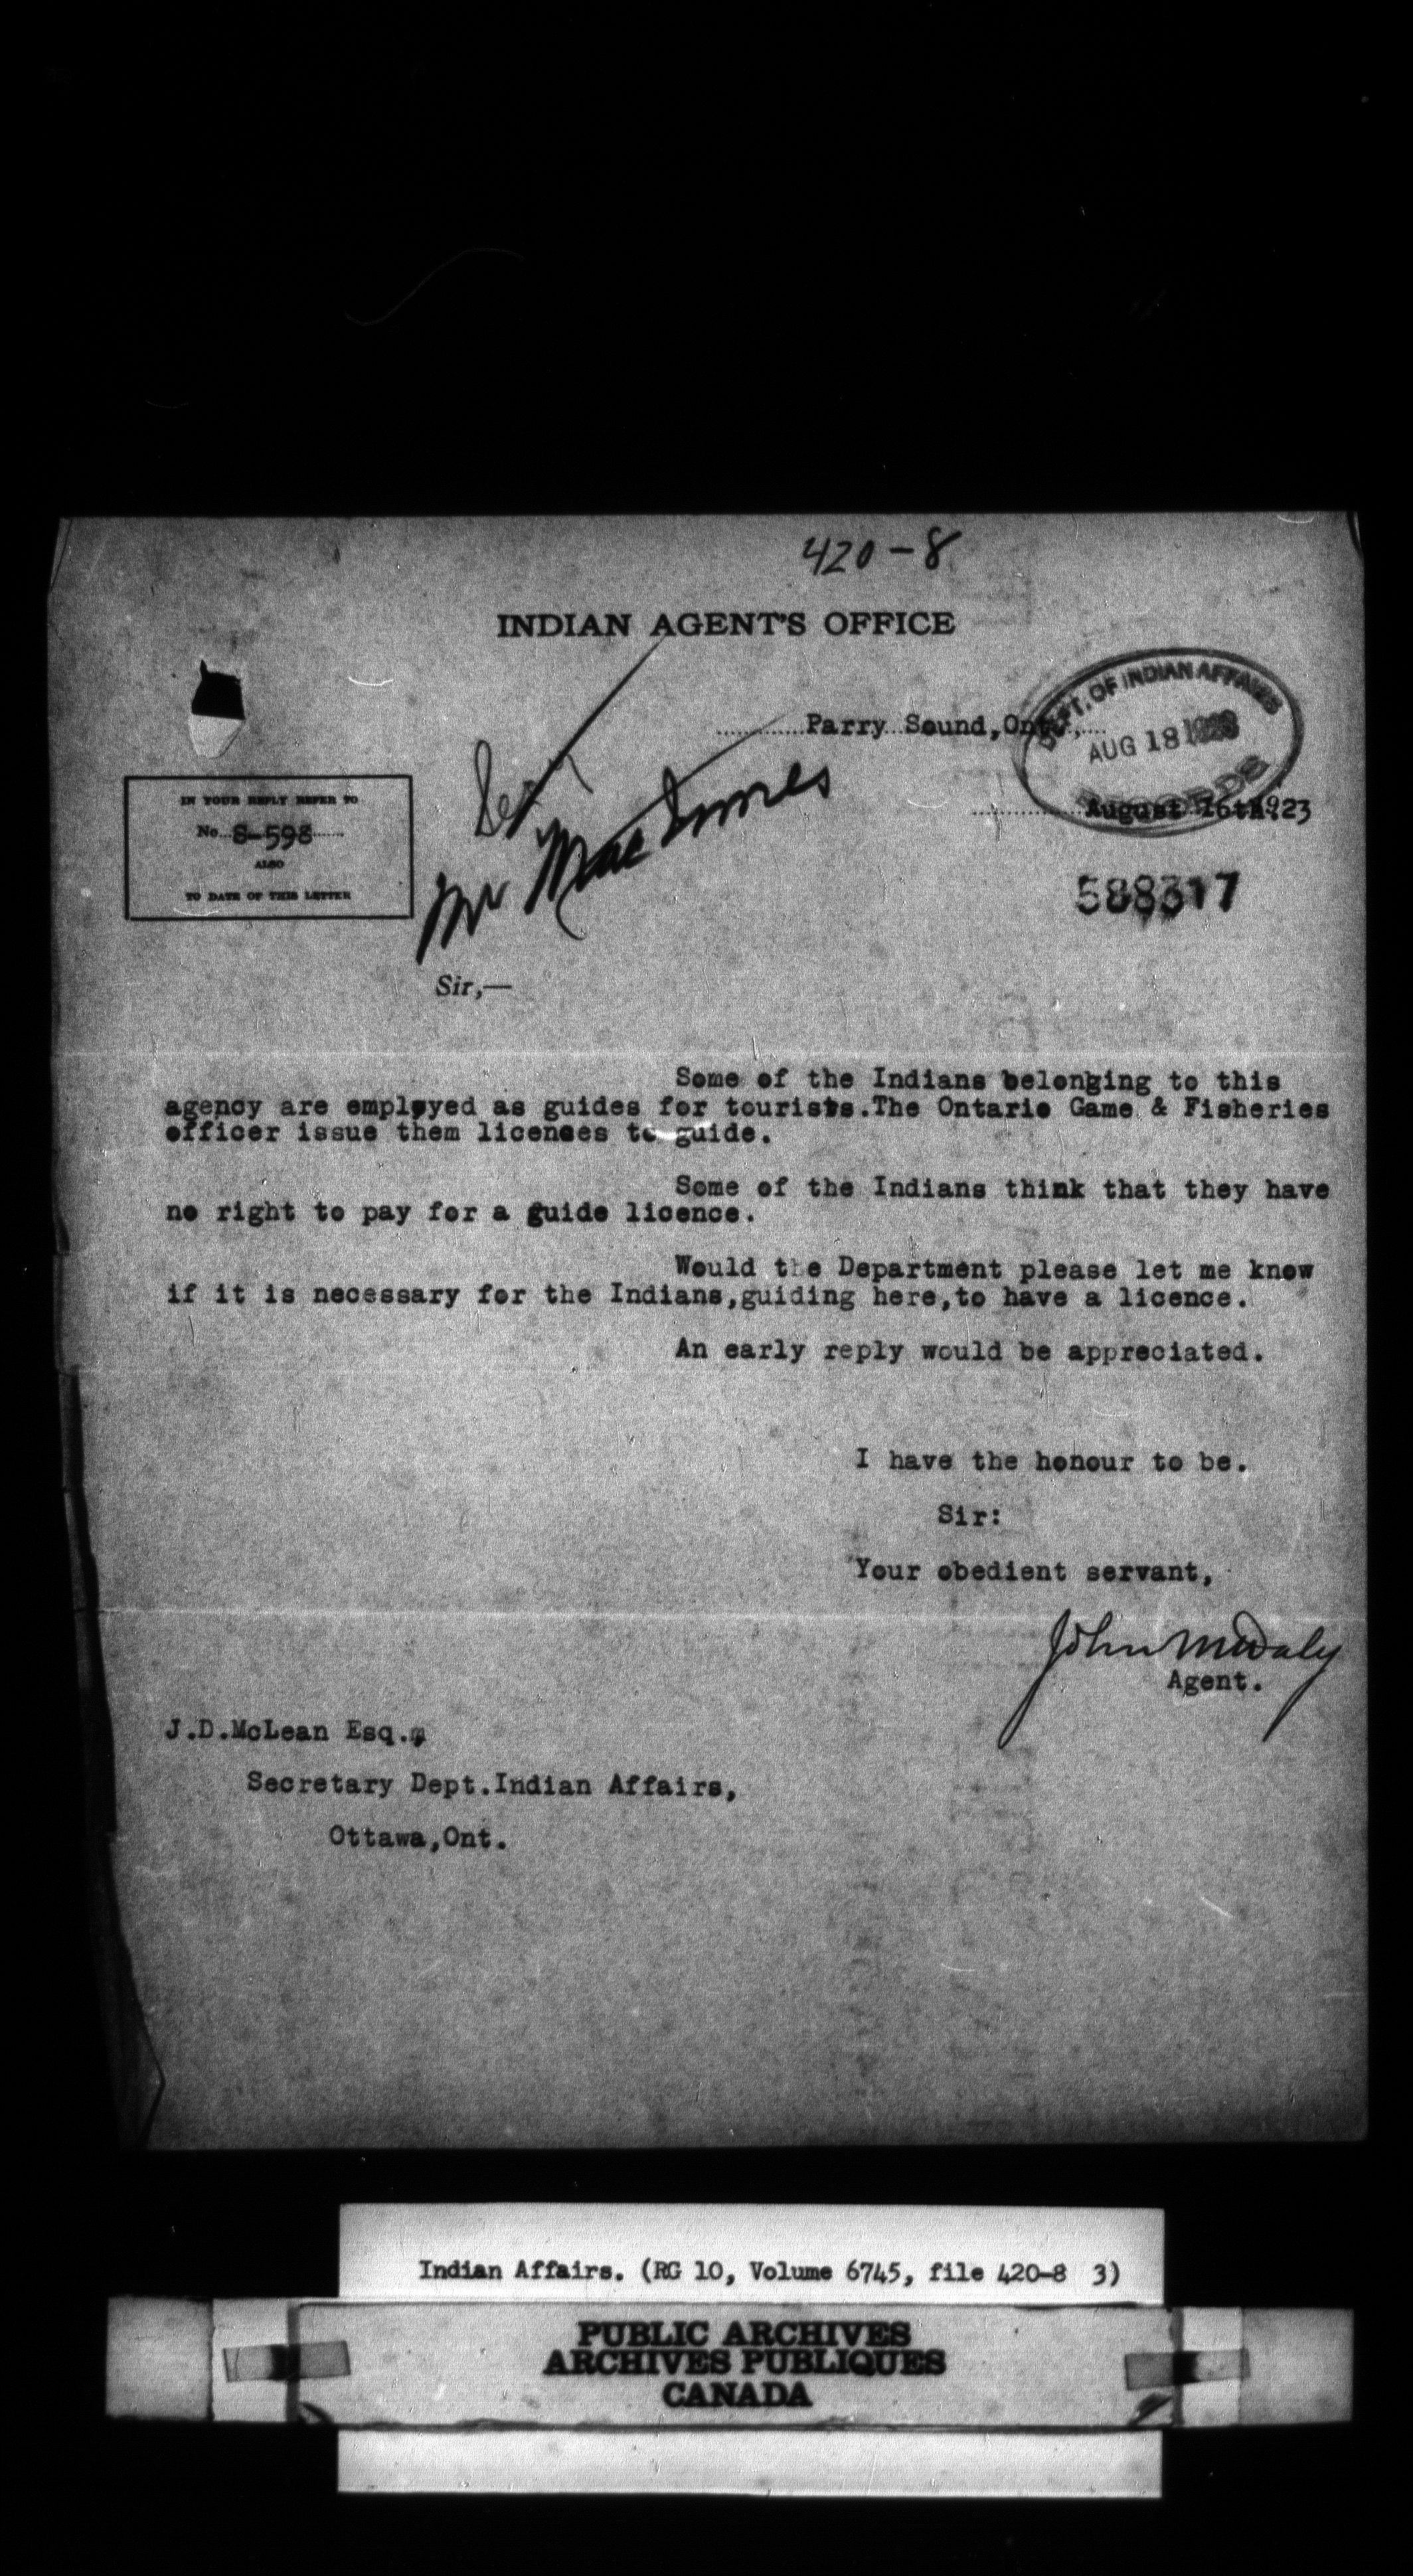 420-8
INDIAN AGENT'S OFFICE
DEPT. OF INDIAN AFFAIRS
AUG 18 1923
RECORDS
Parry Sound, Ont.,
August 16th. 1923
IN YOUR REPLY REFER TO
No. S-598
ALSO
TO DATE OF THIS LETTER
Mr MacInnes
588317
Sir,—
Some of the Indians belonging to this
agency are employed as guides for tourists.The Ontario Game & Fisheries
officer issue them licenses to guide.
Some of the Indians think that they have
no right to pay for a guide licence.
Would the Department please let me know
if it is necessary for the Indians,guiding here,to have a licence.
An early reply would be appreciated.
I have the honour to be.
Sir:
Your obedient servant,
John M Daly
Agent.
J.D.McLean Esq.,
Secretary Dept.Indian Affairs,
Ottawa,Ont.
Indian Affairs. (RG 10, Volume 6745, file 420-8 3)
PUBLIC ARCHIVES
ARCHIVES PUBLIQUES
CANADA